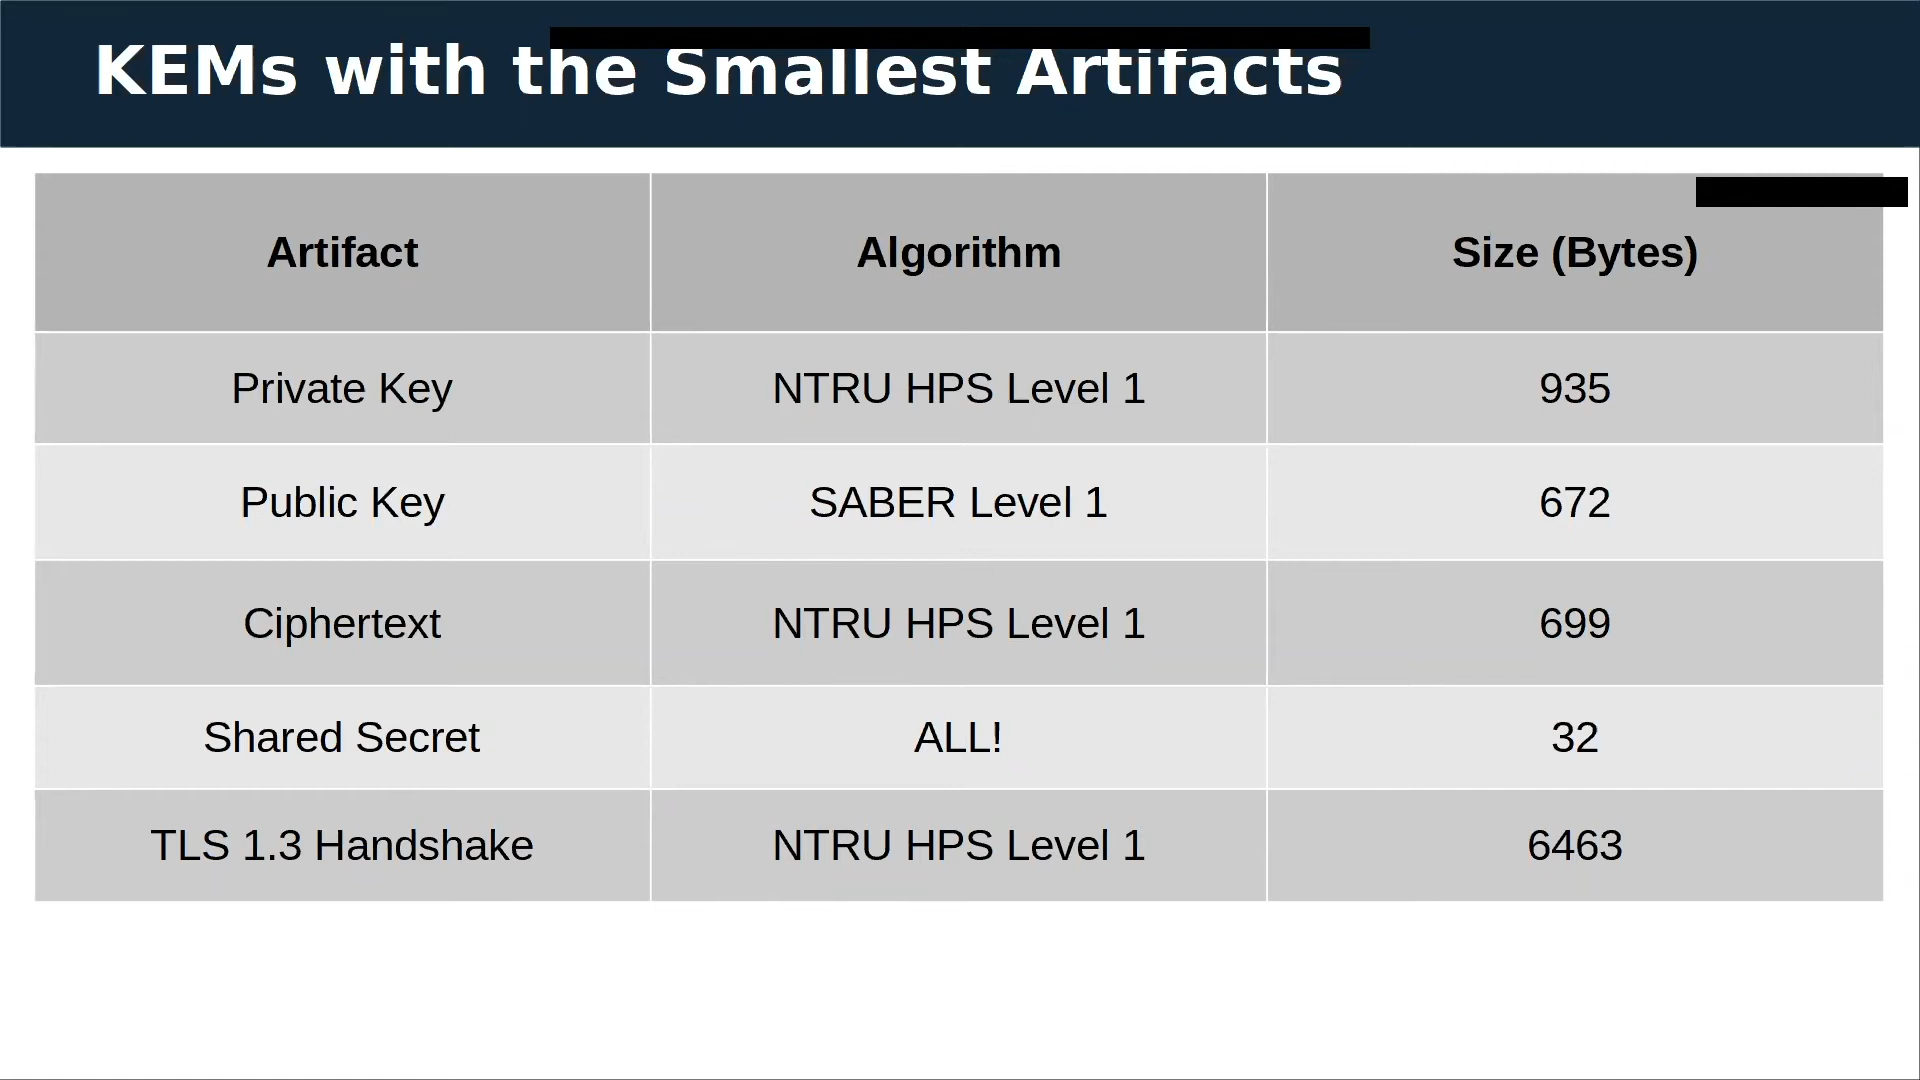 KEMs with the Smallest Artifacts
Artifact Algorithm Size (Bytes)
Private Key NTRU HPS Level 1 935
Public Key SABER Level 1 672
Ciphertext NTRU HPS Level 1 699
Shared Secret ALL! 32
TLS 1.3 Handshake NTRU HPS Level 1 6463